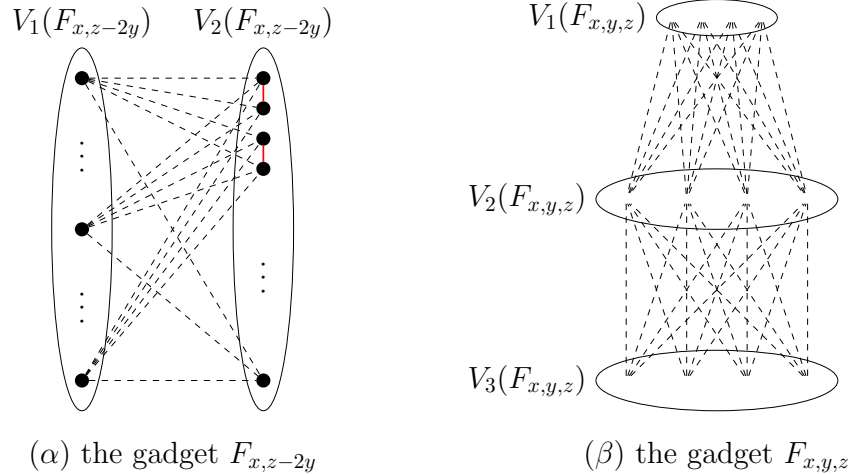 V₁(Fₓ,z₋₂y) V₂(Fₓ,z₋₂y)
V₁(Fₓ,y,z)
V₂(Fₓ,y,z)
V₃(Fₓ,y,z)
(α) the gadget Fₓ,z₋₂y
(β) the gadget Fₓ,y,z